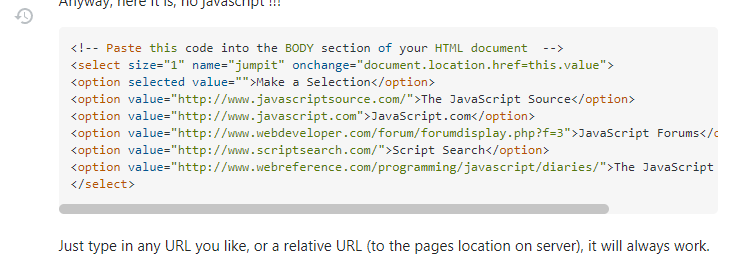 Anyway, here it is, no javascript !!!
<!-- Paste this code into the BODY section of your HTML document  -->
<select size="1" name="jumpit" onchange="document.location.href=this.value">
<option selected value="">Make a Selection</option>
<option value="http://www.javascriptsource.com/">The JavaScript Source</option>
<option value="http://www.javascript.com">JavaScript.com</option>
<option value="http://www.webdeveloper.com/forum/forumdisplay.php?f=3">JavaScript Forums</o
<option value="http://www.scriptsearch.com/">Script Search</option>
<option value="http://www.webreference.com/programming/javascript/diaries/">The JavaScript
</select>
Just type in any URL you like, or a relative URL (to the pages location on server), it will always work.